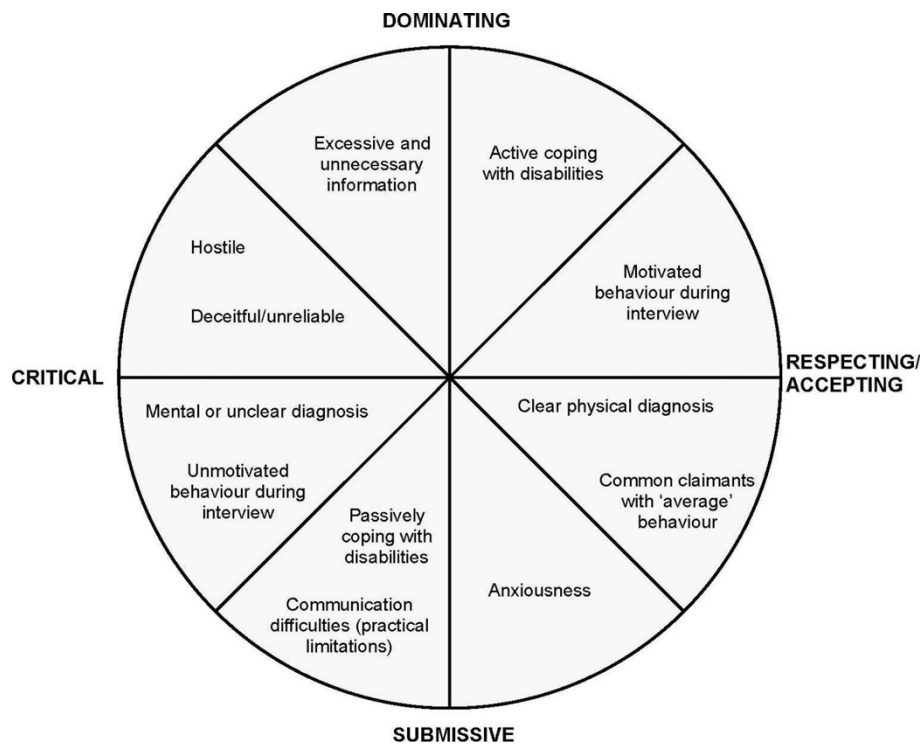 DOMINATING
Excessive and
unnecessary
information
Active coping
with disabilities
Hostile
Motivated
behaviour during
interview
Deceitful/unreliable
CRITICAL
RESPECTING/
ACCEPTING
Mental or unclear diagnosis
Clear physical diagnosis
Unmotivated
behaviour during
interview
Common claimants
with ‘average’
behaviour
Passively
coping with
disabilities
Anxiousness
Communication
difficulties (practical
limitations)
SUBMISSIVE